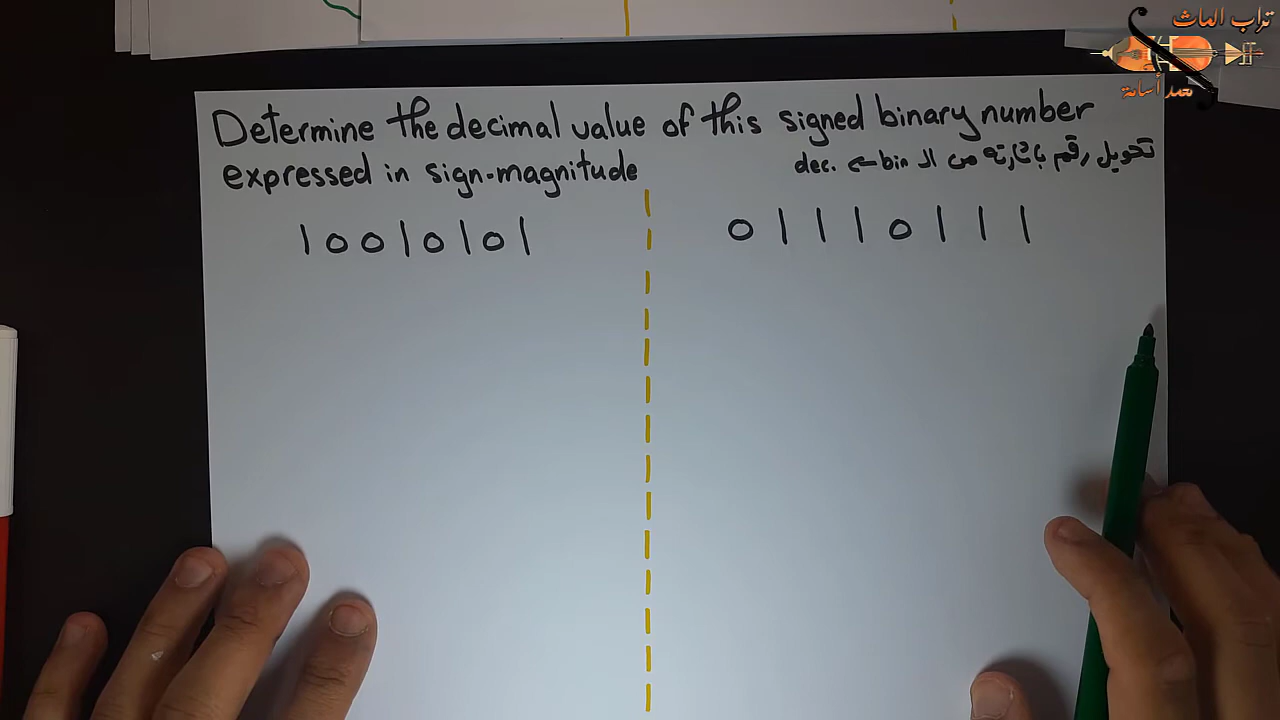 تراب الماث
محمد أسامة
Determine the decimal value of this signed binary number
expressed in sign-magnitude
تحويل رقم بإشارته من الـ bin ← dec.
10010101
01110111